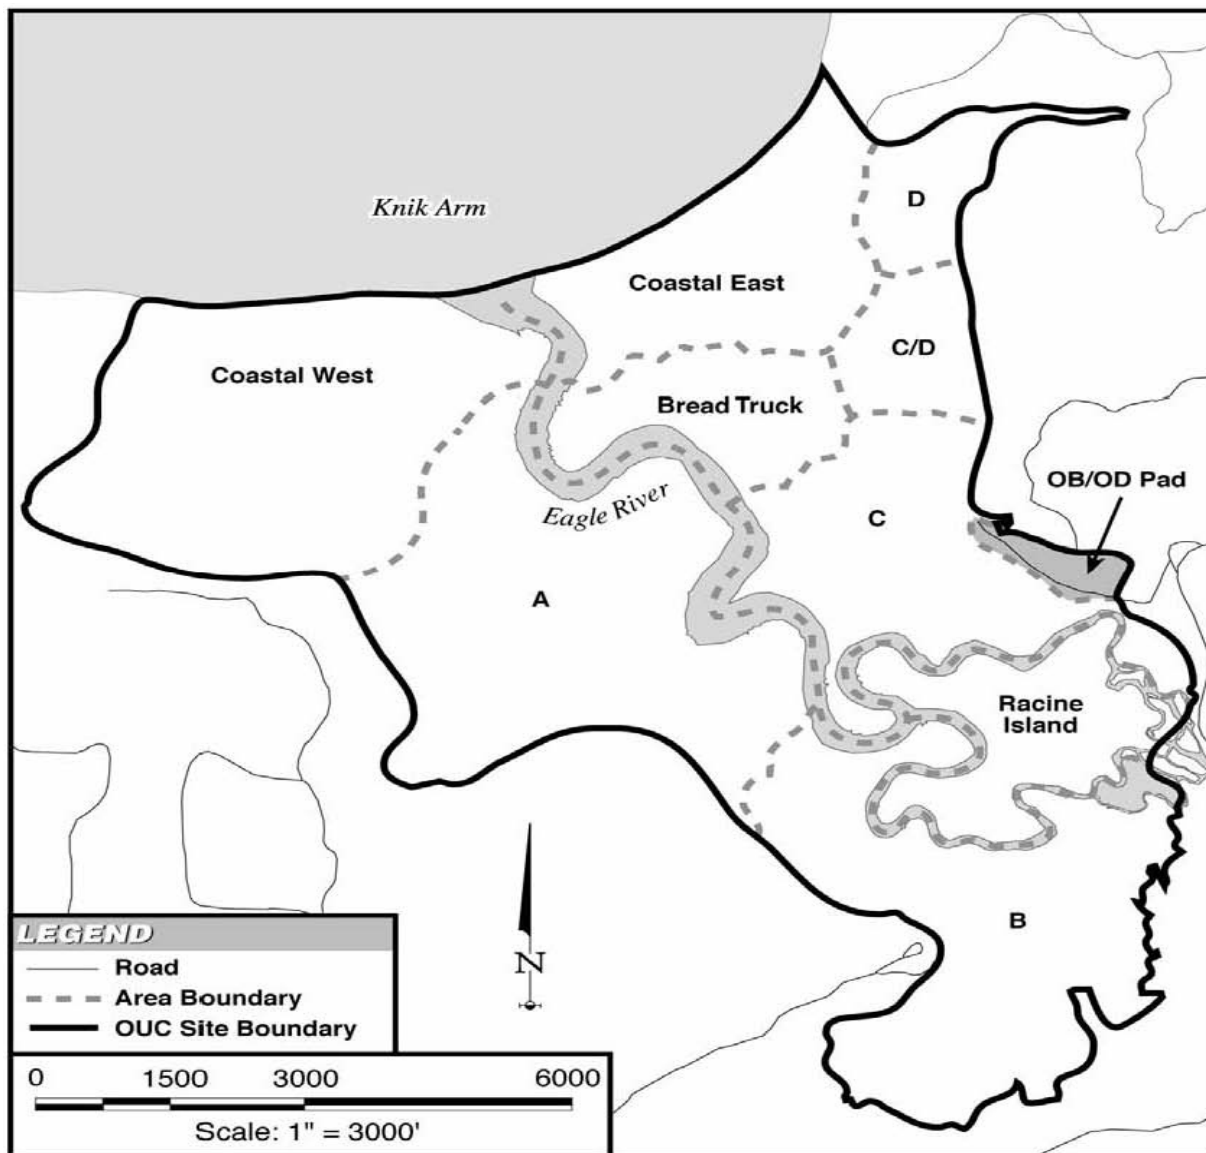 Knik Arm
D
Coastal East
C/D
Coastal West
Bread Truck
OB/OD Pad
Eagle River
C
A
Racine
Island
B
N
LEGEND
Road
Area Boundary
OUC Site Boundary
0 1500 3000 6000
Scale: 1" = 3000'